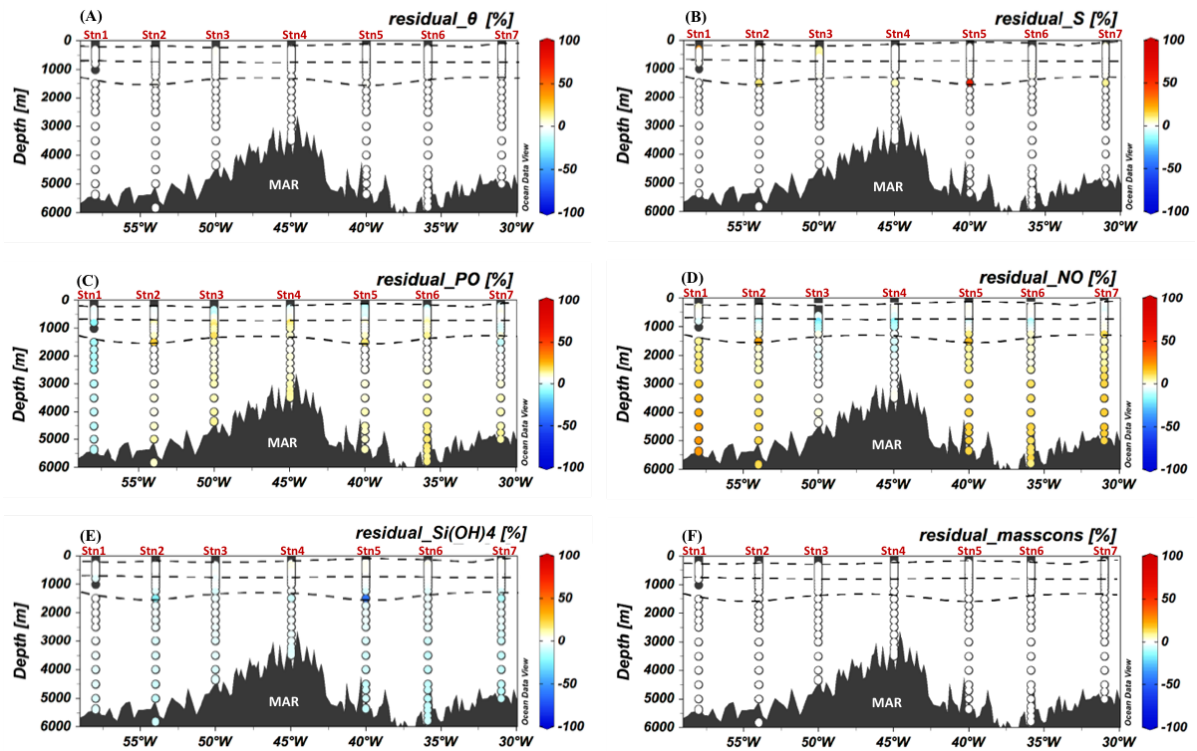 (A) residual_θ [%]
Stn1 Stn2 Stn3 Stn4 Stn5 Stn6 Stn7
Depth [m]
0
1000
2000
3000
4000
5000
6000
MAR
55°W 50°W 45°W 40°W 35°W 30°W
Ocean Data View
100
50
0
-50
-100
(B) residual_S [%]
Stn1 Stn2 Stn3 Stn4 Stn5 Stn6 Stn7
Depth [m]
0
1000
2000
3000
4000
5000
6000
MAR
55°W 50°W 45°W 40°W 35°W 30°W
Ocean Data View
100
50
0
-50
-100
(C) residual_PO [%]
Stn1 Stn2 Stn3 Stn4 Stn5 Stn6 Stn7
Depth [m]
0
1000
2000
3000
4000
5000
6000
MAR
55°W 50°W 45°W 40°W 35°W 30°W
Ocean Data View
100
50
0
-50
-100
(D) residual_NO [%]
Stn1 Stn2 Stn3 Stn4 Stn5 Stn6 Stn7
Depth [m]
0
1000
2000
3000
4000
5000
6000
MAR
55°W 50°W 45°W 40°W 35°W 30°W
Ocean Data View
100
50
0
-50
-100
(E) residual_Si(OH)4 [%]
Stn1 Stn2 Stn3 Stn4 Stn5 Stn6 Stn7
Depth [m]
0
1000
2000
3000
4000
5000
6000
MAR
55°W 50°W 45°W 40°W 35°W 30°W
Ocean Data View
100
50
0
-50
-100
(F) residual_masscons [%]
Stn1 Stn2 Stn3 Stn4 Stn5 Stn6 Stn7
Depth [m]
0
1000
2000
3000
4000
5000
6000
MAR
55°W 50°W 45°W 40°W 35°W 30°W
Ocean Data View
100
50
0
-50
-100